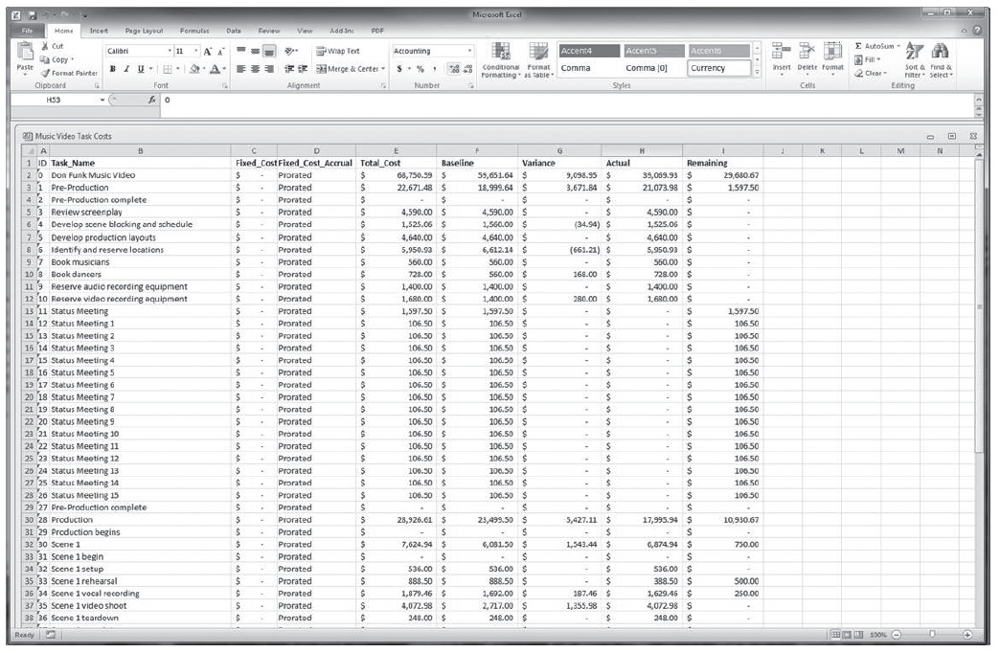 Microsoft Excel
File Home Insert Page Layout Formulas Data Review View Add-Ins PDF
Paste Cut Copy Format Painter
Calibri 11 A A Wrap Text Accounting
B I U Merge & Center $ % ,
Conditional Formatting Format as Table
Accent4 Accent5 Accent6
Comma Comma [0] Currency
Insert Delete Format
Σ AutoSum Fill Clear Sort & Filter Find & Select
Clipboard Font Alignment Number Styles Cells Editing
H53 fx 0
Music Video Task Costs
A B C D E F G H I J K L M N
1 ID Task_Name Fixed_Cost Fixed_Cost_Accrual Total_Cost Baseline Variance Actual Remaining
2 0 Don Funk Music Video $ - Prorated $ 68,750.59 $ 59,651.64 $ 9,098.95 $ 39,069.93 $ 29,680.67
3 1 Pre-Production $ - Prorated $ 22,671.48 $ 18,999.64 $ 3,671.84 $ 21,073.98 $ 1,597.50
4 2 Pre-Production complete $ - Prorated $ - $ - $ - $ - $ -
5 3 Review screenplay $ - Prorated $ 4,590.00 $ 4,590.00 $ - $ 4,590.00 $ -
6 4 Develop scene blocking and schedule $ - Prorated $ 1,525.06 $ 1,560.00 $ (34.94) $ 1,525.06 $ -
7 5 Develop production layouts $ - Prorated $ 4,640.00 $ 4,640.00 $ - $ 4,640.00 $ -
8 6 Identify and reserve locations $ - Prorated $ 5,950.93 $ 6,612.14 $ (661.21) $ 5,950.93 $ -
9 7 Book musicians $ - Prorated $ 560.00 $ 560.00 $ - $ 560.00 $ -
10 8 Book dancers $ - Prorated $ 728.00 $ 560.00 $ 168.00 $ 728.00 $ -
11 9 Reserve audio recording equipment $ - Prorated $ 1,400.00 $ 1,400.00 $ - $ 1,400.00 $ -
12 10 Reserve video recording equipment $ - Prorated $ 1,680.00 $ 1,400.00 $ 280.00 $ 1,680.00 $ -
13 11 Status Meeting $ - Prorated $ 1,597.50 $ 1,597.50 $ - $ - $ 1,597.50
14 12 Status Meeting 1 $ - Prorated $ 106.50 $ 106.50 $ - $ - $ 106.50
15 13 Status Meeting 2 $ - Prorated $ 106.50 $ 106.50 $ - $ - $ 106.50
16 14 Status Meeting 3 $ - Prorated $ 106.50 $ 106.50 $ - $ - $ 106.50
17 15 Status Meeting 4 $ - Prorated $ 106.50 $ 106.50 $ - $ - $ 106.50
18 16 Status Meeting 5 $ - Prorated $ 106.50 $ 106.50 $ - $ - $ 106.50
19 17 Status Meeting 6 $ - Prorated $ 106.50 $ 106.50 $ - $ - $ 106.50
20 18 Status Meeting 7 $ - Prorated $ 106.50 $ 106.50 $ - $ - $ 106.50
21 19 Status Meeting 8 $ - Prorated $ 106.50 $ 106.50 $ - $ - $ 106.50
22 20 Status Meeting 9 $ - Prorated $ 106.50 $ 106.50 $ - $ - $ 106.50
23 21 Status Meeting 10 $ - Prorated $ 106.50 $ 106.50 $ - $ - $ 106.50
24 22 Status Meeting 11 $ - Prorated $ 106.50 $ 106.50 $ - $ - $ 106.50
25 23 Status Meeting 12 $ - Prorated $ 106.50 $ 106.50 $ - $ - $ 106.50
26 24 Status Meeting 13 $ - Prorated $ 106.50 $ 106.50 $ - $ - $ 106.50
27 25 Status Meeting 14 $ - Prorated $ 106.50 $ 106.50 $ - $ - $ 106.50
28 26 Status Meeting 15 $ - Prorated $ 106.50 $ 106.50 $ - $ - $ 106.50
29 27 Pre-Production complete $ - Prorated $ - $ - $ - $ - $ -
30 28 Production $ - Prorated $ 28,926.61 $ 23,499.50 $ 5,427.11 $ 17,995.94 $ 10,930.67
31 29 Production begins $ - Prorated $ - $ - $ - $ - $ -
32 30 Scene 1 $ - Prorated $ 7,624.94 $ 6,081.50 $ 1,543.44 $ 6,874.94 $ 750.00
33 31 Scene 1 begin $ - Prorated $ - $ - $ - $ - $ -
34 32 Scene 1 setup $ - Prorated $ 536.00 $ 536.00 $ - $ 536.00 $ -
35 33 Scene 1 rehearsal $ - Prorated $ 888.50 $ 888.50 $ - $ 388.50 $ 500.00
36 34 Scene 1 vocal recording $ - Prorated $ 1,879.46 $ 1,692.00 $ 187.46 $ 1,629.46 $ 250.00
37 35 Scene 1 video shoot $ - Prorated $ 4,072.98 $ 2,717.00 $ 1,355.98 $ 4,072.98 $ -
38 36 Scene 1 teardown $ - Prorated $ 248.00 $ 248.00 $ - $ 248.00 $ -
Ready 100%